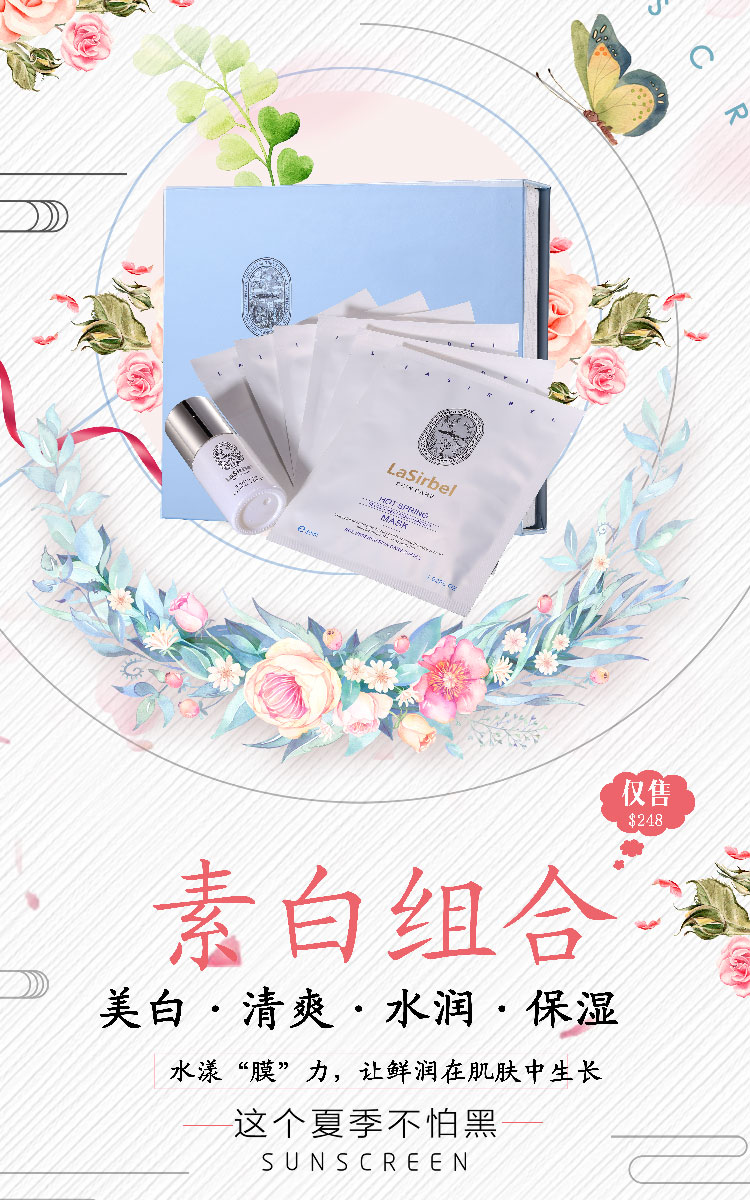 S C R
LASIRBEL
LaSirbel
HOT SPRING
MASK
仅售
$248
素白组合
美白·清爽·水润·保湿
水漾“膜”力，让鲜润在肌肤中生长
这个夏季不怕黑
SUNSCREEN